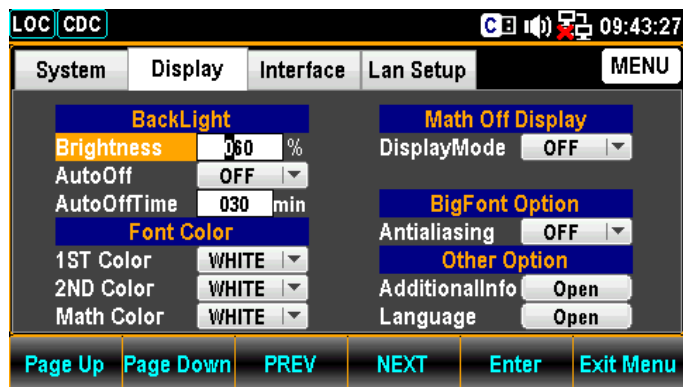 LOC CDC C 09:43:27
System Display Interface Lan Setup MENU
BackLight
Brightness 060 %
AutoOff OFF
AutoOffTime 030 min
Font Color
1ST Color WHITE
2ND Color WHITE
Math Color WHITE
Math Off Display
DisplayMode OFF
BigFont Option
Antialiasing OFF
Other Option
AdditionalInfo Open
Language Open
Page Up Page Down PREV NEXT Enter Exit Menu